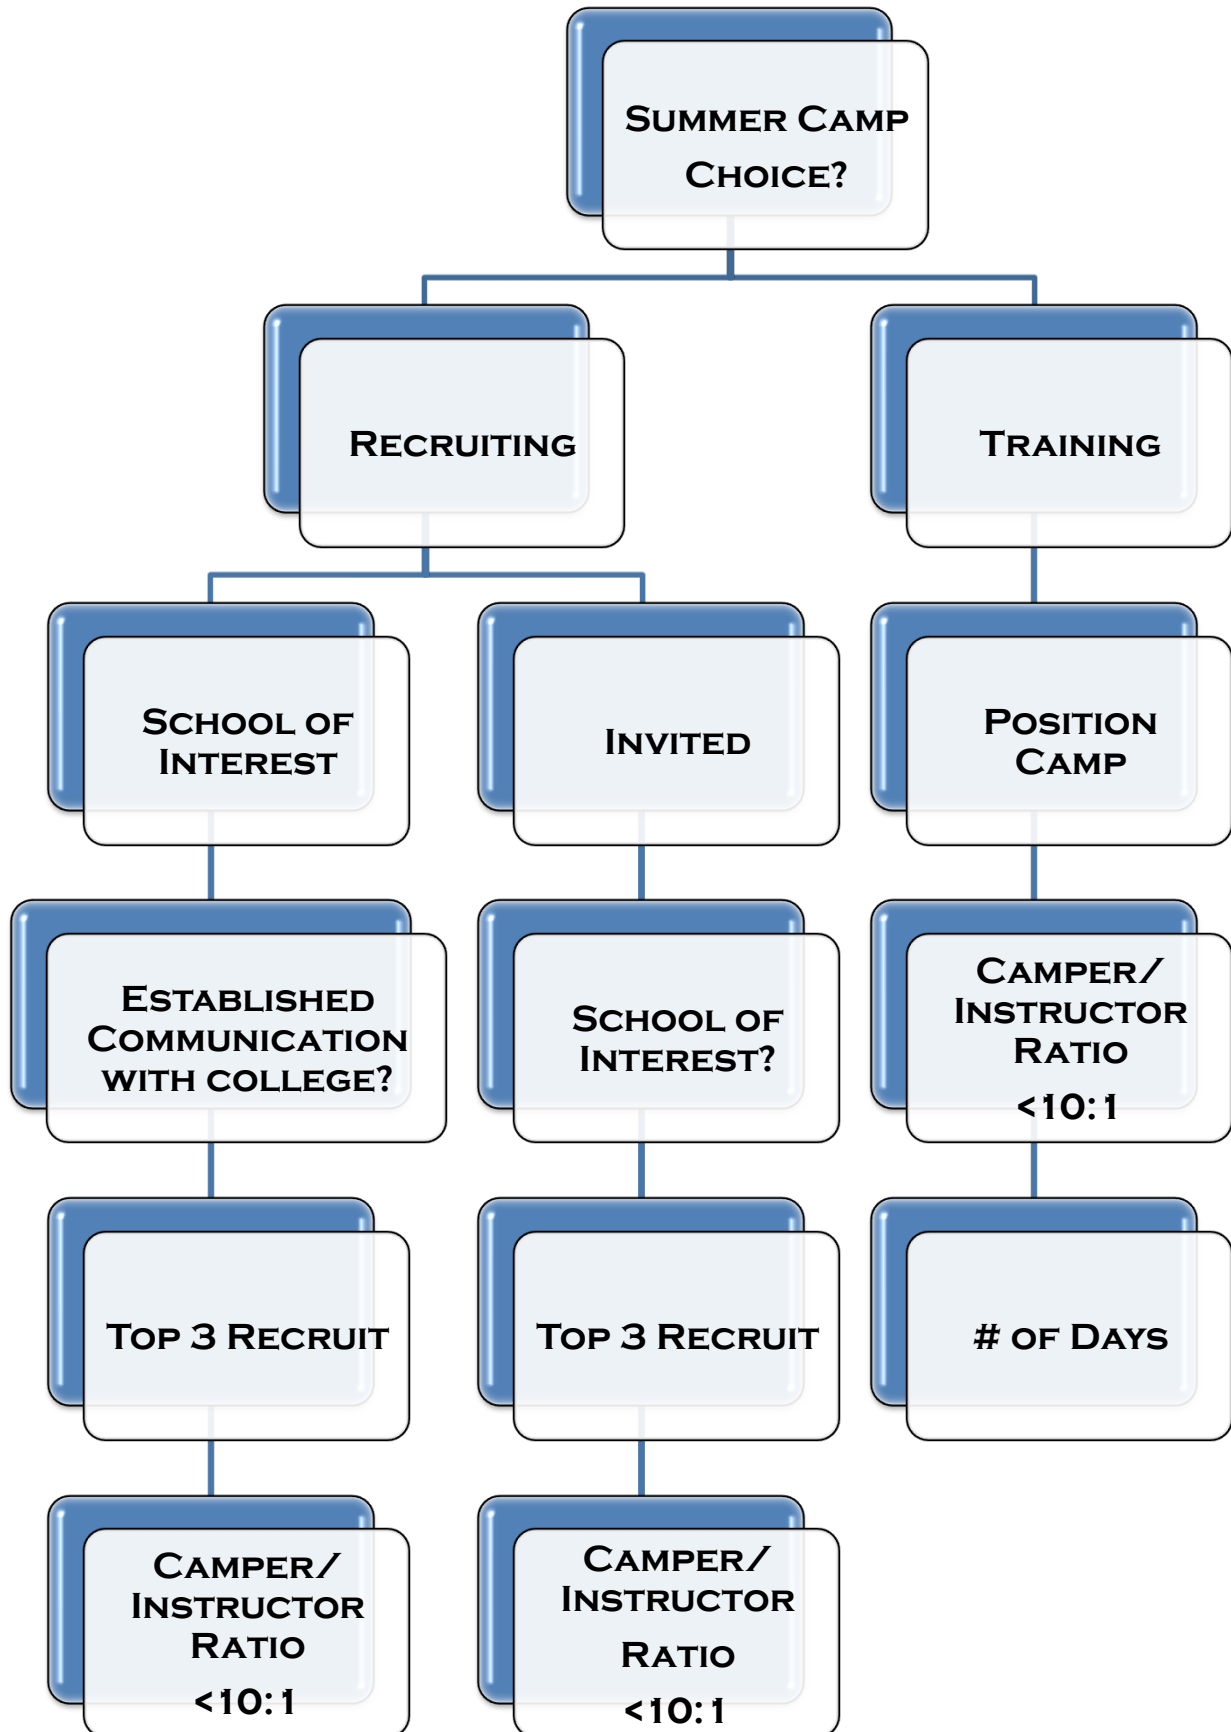 Summer Camp
Choice?
Recruiting
Training
School of
Interest
Invited
Position
Camp
Established
Communication
with college?
School of
Interest?
Camper/
Instructor
Ratio
<10:1
Top 3 Recruit
Top 3 Recruit
# of Days
Camper/
Instructor
Ratio
<10:1
Camper/
Instructor
Ratio
<10:1